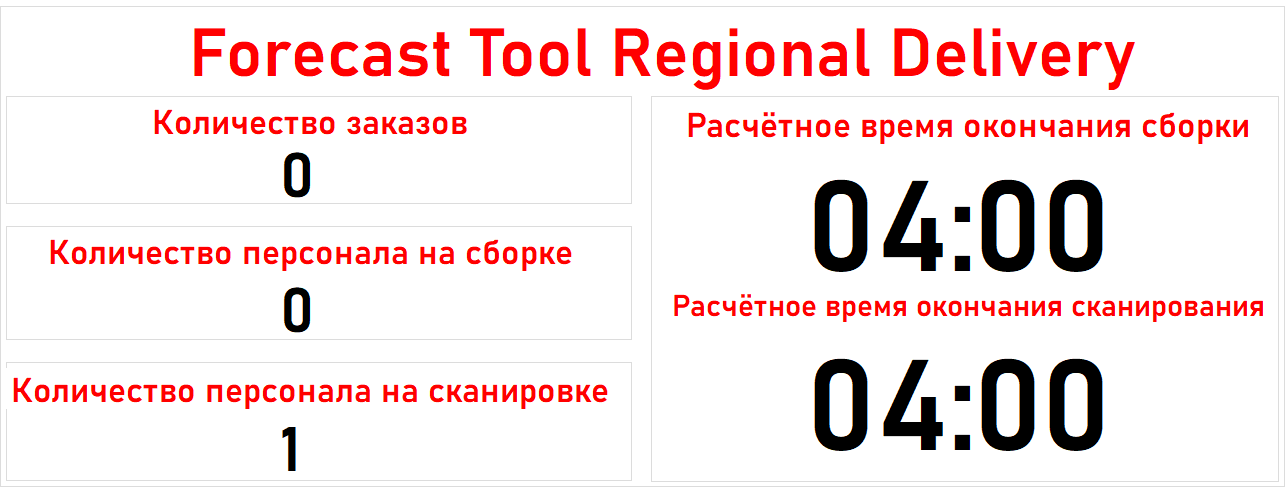 Forecast Tool Regional Delivery
Количество заказов
0
Количество персонала на сборке
0
Количество персонала на сканировке
1
Расчётное время окончания сборки
04:00
Расчётное время окончания сканирования
04:00